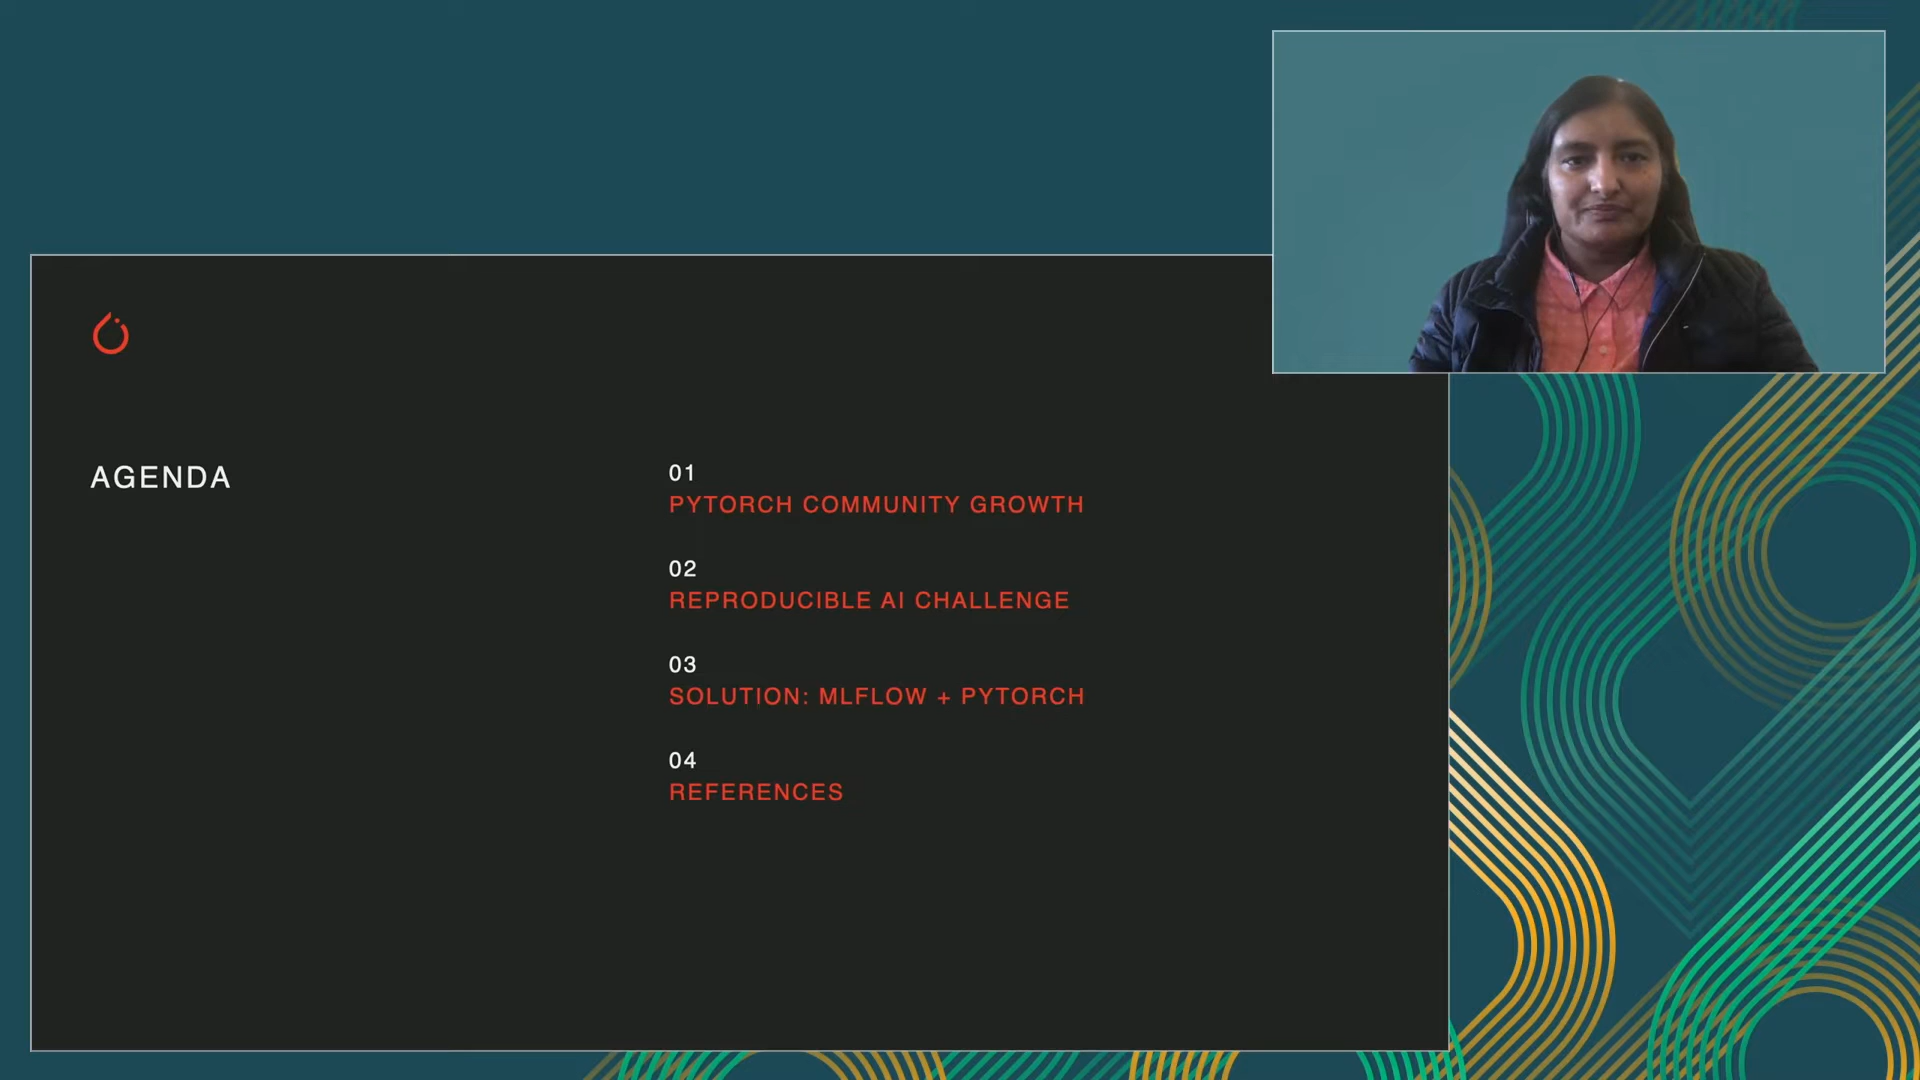 AGENDA
01
PYTORCH COMMUNITY GROWTH
02
REPRODUCIBLE AI CHALLENGE
03
SOLUTION: MLFLOW + PYTORCH
04
REFERENCES